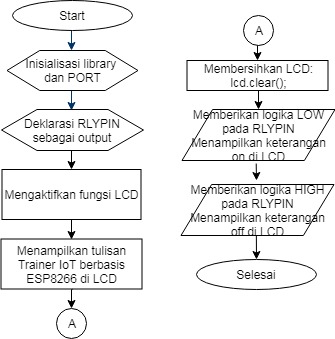 Start
Inisialisasi library
dan PORT
Deklarasi RLYPIN
sebagai output
Mengaktifkan fungsi LCD
Menampilkan tulisan
Trainer IoT berbasis
ESP8266 di LCD
A
A
Membersihkan LCD:
lcd.clear();
Memberikan logika LOW
pada RLYPIN
Menampilkan keterangan
on di LCD
Memberikan logika HIGH
pada RLYPIN
Menampilkan keterangan
off di LCD
Selesai